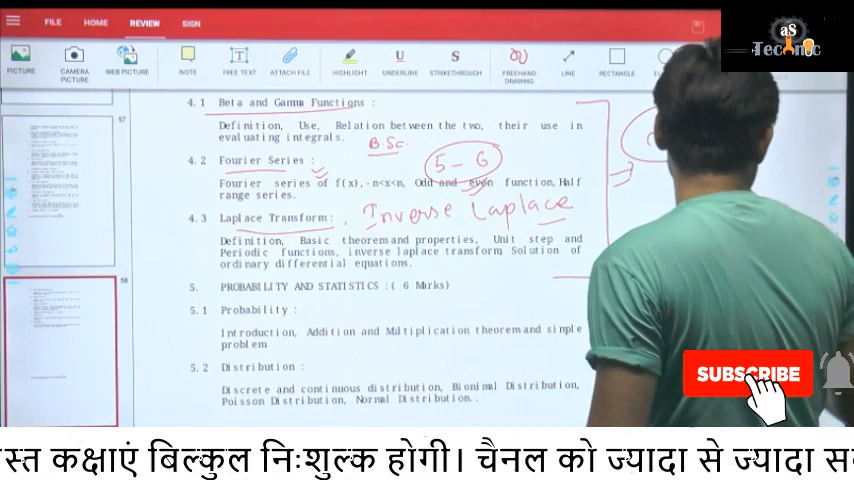 FILE HOME REVIEW SIGN
aS
Teconic
PICTURE CAMERA PICTURE WEB PICTURE NOTE FREE TEXT ATTACH FILE HIGHLIGHT UNDERLINE STRIKETHROUGH FREEHAND DRAWING LINE RECTANGLE
57
4.1 Beta and Gamma Functions :
Definition, Use, Relation between the two, their use in
evaluating integrals.
B.Sc.
4.2 Fourier Series :
5 - 6
Fourier series of f(x), -n<x<n, Odd and even function, Half
range series.
4.3 Laplace Transform: , Inverse Laplace
Definition, Basic theorem and properties, Unit step and
Periodic functions, inverse laplace transform, Solution of
ordinary differential equations.
58
5. PROBABILITY AND STATISTICS : ( 6 Marks)
5.1 Probability :
Introduction, Addition and Multiplication theorem and simple
problem
5.2 Distribution :
Discrete and continuous distribution, Bionimal Distribution,
Poisson Distribution, Normal Distribution..
SUBSCRIBE
कक्षाएं बिल्कुल निःशुल्क होगी। चैनल को ज्यादा से ज्यादा